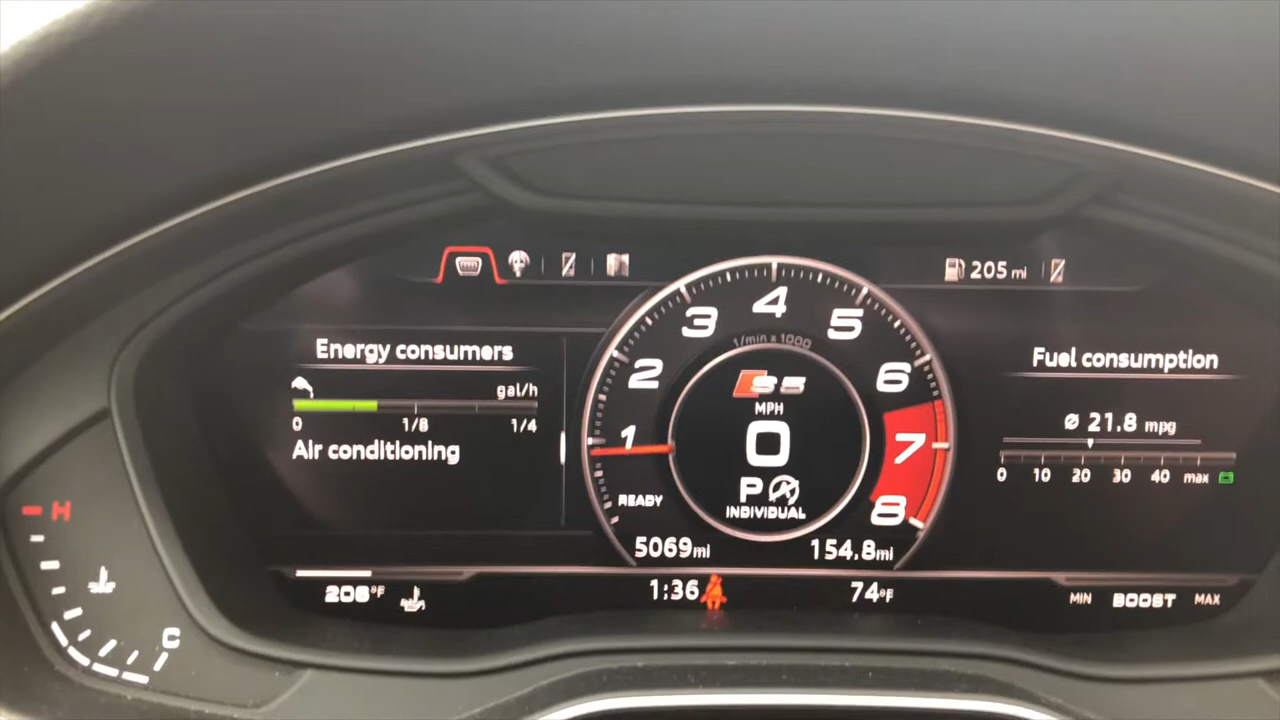 205 mi
Energy consumers
gal/h
0 1/8 1/4
Air conditioning
1 2 3 4 5 6 7 8
1/min x 1000
S5
MPH
0
P A
INDIVIDUAL
READY
5069 mi
154.8 mi
Fuel consumption
Ø 21.8 mpg
0 10 20 30 40 max
H
C
206°F
1:36
74°F
MIN BOOST MAX